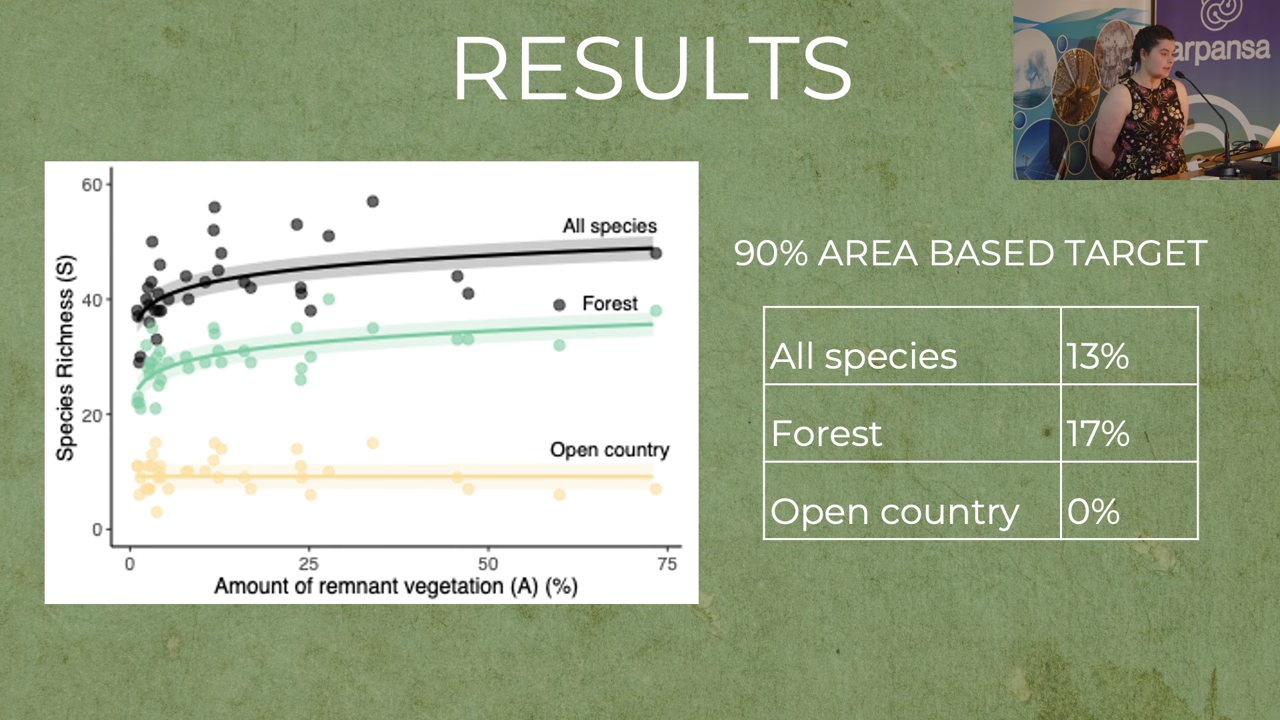 RESULTS
arpansa
60
40
20
0
Species Richness (S)
All species
Forest
Open country
0
25
50
75
Amount of remnant vegetation (A) (%)
90% AREA BASED TARGET
All species 13%
Forest 17%
Open country 0%